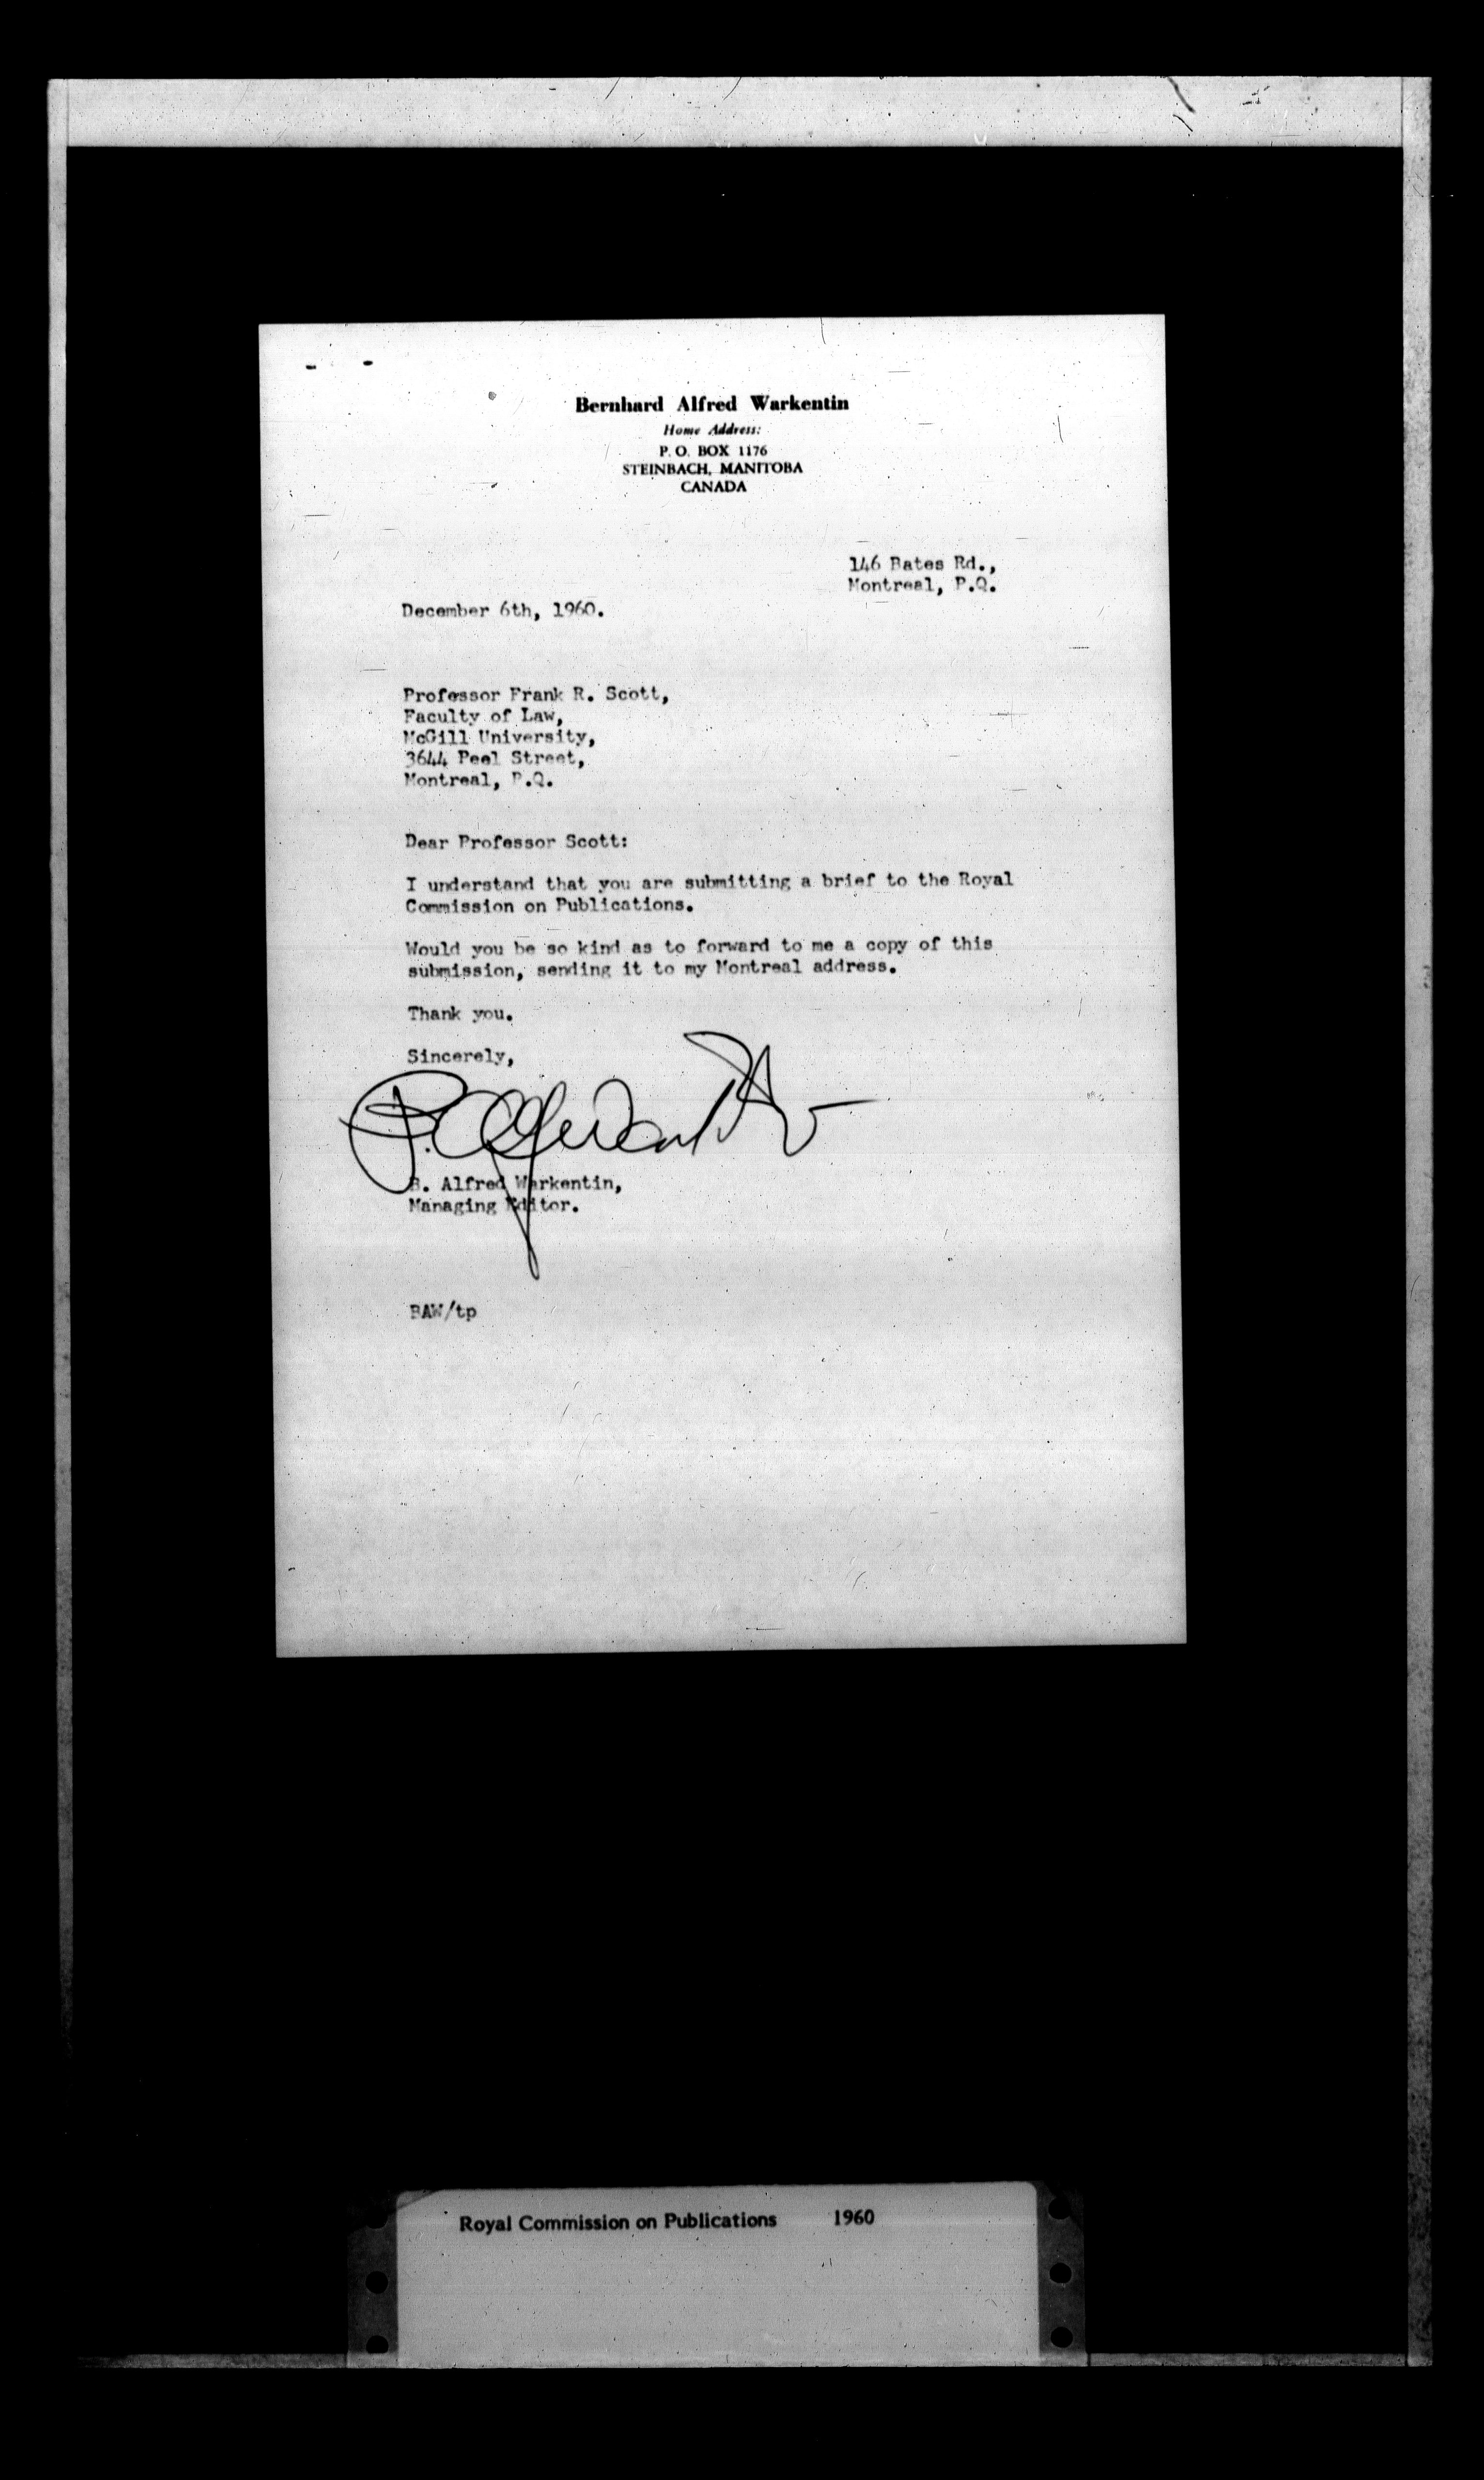 Bernhard Alfred Warkentin
Home Address:
P. O. BOX 1176
STEINBACH, MANITOBA
CANADA
146 Bates Rd.,
Montreal, P.Q.
December 6th, 1960.
Professor Frank R. Scott,
Faculty of Law,
McGill University,
3644 Peel Street,
Montreal, P.Q.
Dear Professor Scott:
I understand that you are submitting a brief to the Royal
Commission on Publications.
Would you be so kind as to forward to me a copy of this
submission, sending it to my Montreal address.
Thank you.
Sincerely,
B. Alfred Warkentin,
Managing Editor.
BAW/tp
Royal Commission on Publications 1960